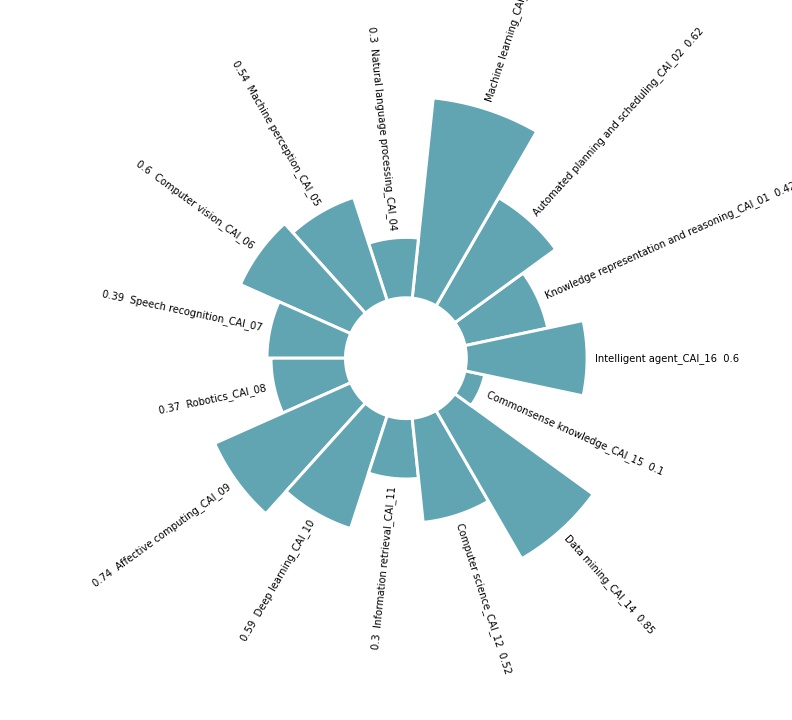 Machine learning_CAI
Automated planning and scheduling_CAI_02 0.62
Knowledge representation and reasoning_CAI_01 0.42
Intelligent agent_CAI_16 0.6
Commonsense knowledge_CAI_15 0.1
Data mining_CAI_14 0.85
Computer science_CAI_12 0.52
0.3 Information retrieval_CAI_11
0.59 Deep learning_CAI_10
0.74 Affective computing_CAI_09
0.37 Robotics_CAI_08
0.39 Speech recognition_CAI_07
0.6 Computer vision_CAI_06
0.54 Machine perception_CAI_05
0.3 Natural language processing_CAI_04